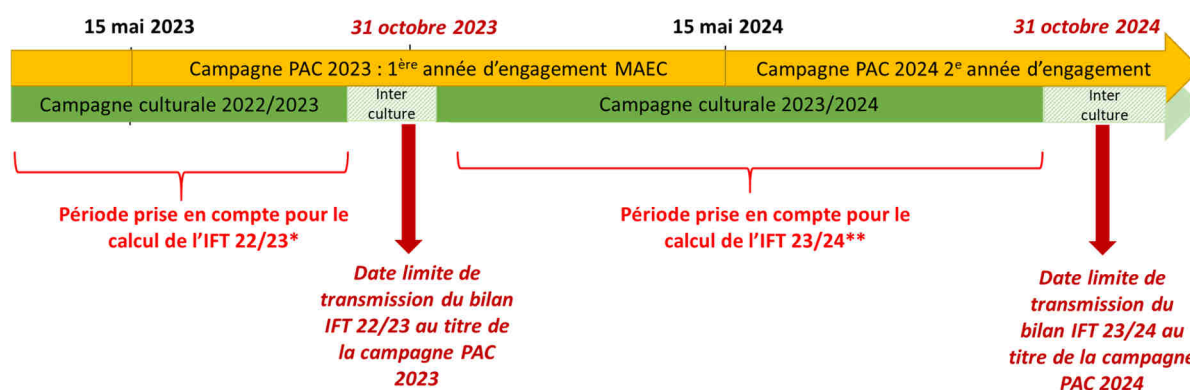 15 mai 2023
31 octobre 2023
15 mai 2024
31 octobre 2024
Campagne PAC 2023 : 1ère année d'engagement MAEC
Campagne PAC 2024 2e année d'engagement
Campagne culturale 2022/2023
Inter
culture
Campagne culturale 2023/2024
Inter
culture
Période prise en compte pour le
calcul de l'IFT 22/23*
Période prise en compte pour le
calcul de l'IFT 23/24**
Date limite de
transmission du bilan
IFT 22/23 au titre de
la campagne PAC
2023
Date limite de
transmission du
bilan IFT 23/24 au
titre de la campagne
PAC 2024